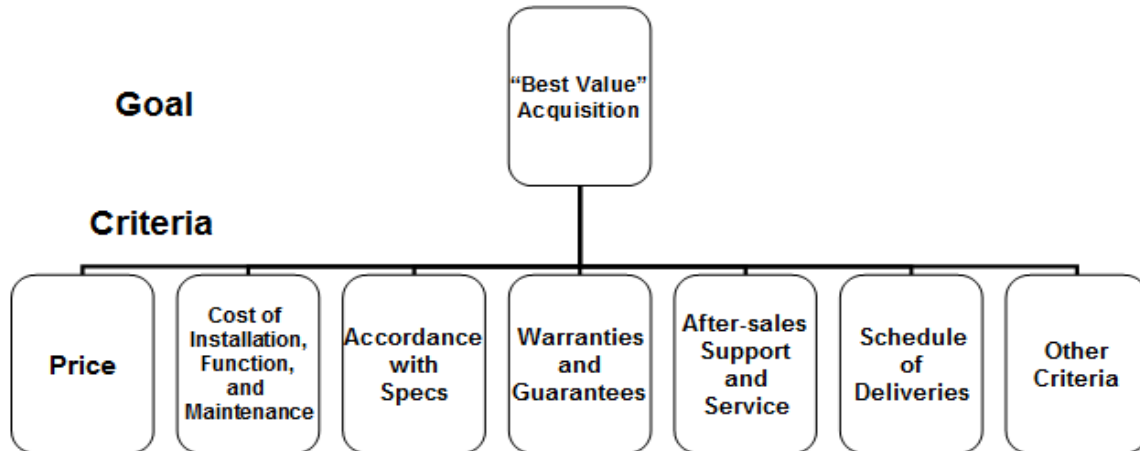 “Best Value”
Acquisition
Goal
Criteria
Price
Cost of
Installation,
Function,
and
Maintenance
Accordance
with
Specs
Warranties
and
Guarantees
After-sales
Support
and
Service
Schedule
of
Deliveries
Other
Criteria